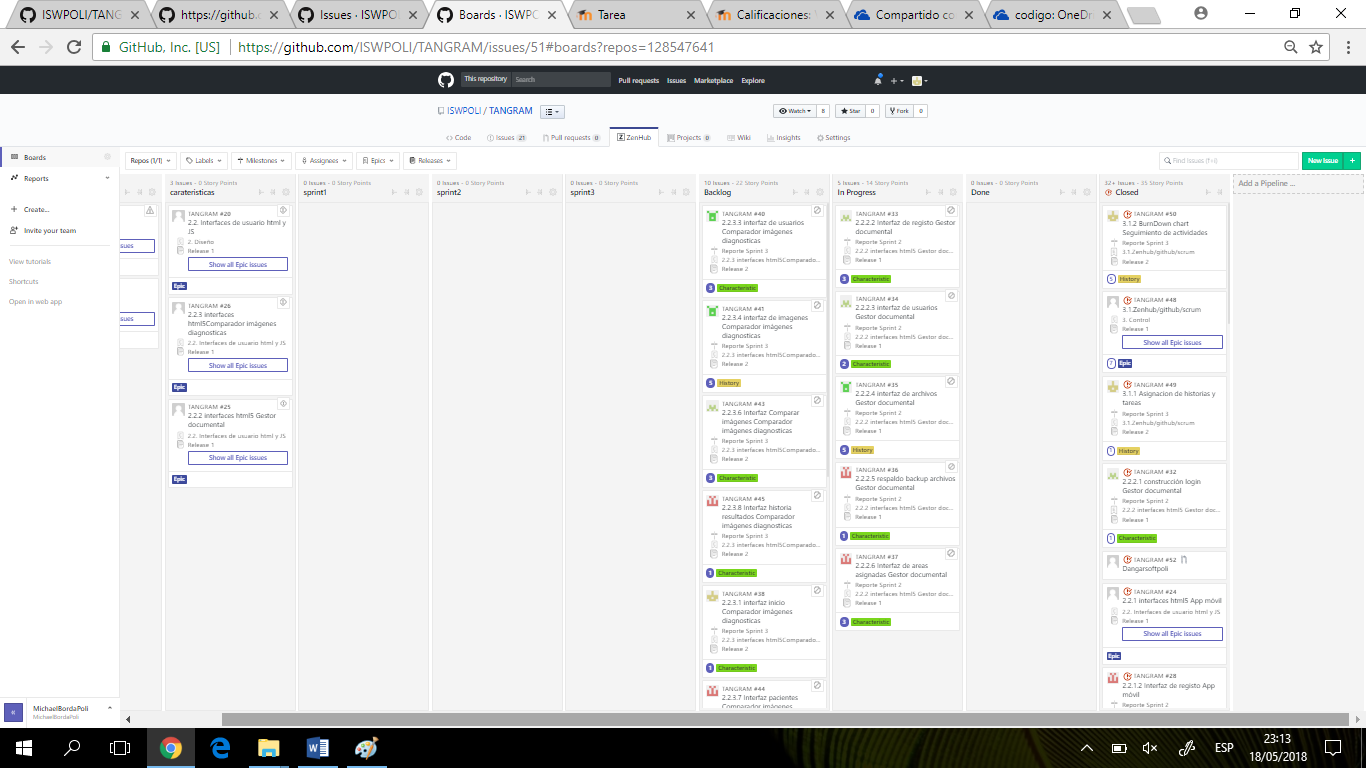 ISWPOLI/TANG
https://github.c
Issues · ISWPOL
Boards · ISWPO
Tarea
Calificaciones: V
Compartido co
codigo: OneDr
GitHub, Inc. [US]
https://github.com/ISWPOLI/TANGRAM/issues/51#boards?repos=128547641
This repository
Search
Pull requests
Issues
Marketplace
Explore
ISWPOLI / TANGRAM
Watch 8
Star 0
Fork 0
Code
Issues 21
Pull requests 0
ZenHub
Projects 0
Wiki
Insights
Settings
Boards
Reports
Create...
Invite your team
View tutorials
Shortcuts
Open in web app
MichaelBordaPoli
MichaelBordaPoli
Repos (1/1)
Labels
Milestones
Assignees
Epics
Releases
Find issues
New Issue
+
sues
sues
3 Issues - 0 Story Points
carateristicas
TANGRAM #20
2.2. Interfaces de usuario html y
JS
2. Diseño
Release 1
Show all Epic issues
Epic
TANGRAM #26
2.2.3 interfaces
html5Comparador imágenes
diagnosticas
2.2. Interfaces de usuario html y JS
Release 1
Show all Epic issues
Epic
TANGRAM #25
2.2.2 interfaces html5 Gestor
documental
2.2. Interfaces de usuario html y JS
Release 1
Show all Epic issues
Epic
0 Issues - 0 Story Points
sprint1
0 Issues - 0 Story Points
sprint2
0 Issues - 0 Story Points
sprint3
10 Issues - 22 Story Points
Backlog
TANGRAM #40
2.2.3.3 interfaz de usuarios
Comparador imágenes
diagnosticas
Reporte Sprint 3
2.2.3 interfaces html5Comparado...
Release 2
3 Characteristic
TANGRAM #41
2.2.3.4 interfaz de imagenes
Comparador imágenes
diagnosticas
Reporte Sprint 3
2.2.3 interfaces html5Comparado...
Release 2
5 History
TANGRAM #43
2.2.3.6 Interfaz Comparar
imágenes Comparador
imágenes diagnosticas
Reporte Sprint 3
2.2.3 interfaces html5Comparado...
Release 2
3 Characteristic
TANGRAM #45
2.2.3.8 Interfaz historia
resultados Comparador
imágenes diagnosticas
Reporte Sprint 3
2.2.3 interfaces html5Comparado...
Release 2
1 Characteristic
TANGRAM #38
2.2.3.1 interfaz inicio
Comparador imágenes
diagnosticas
Reporte Sprint 3
2.2.3 interfaces html5Comparado...
Release 2
1 Characteristic
TANGRAM #44
2.2.3.7 Interfaz pacientes
Comparador imágenes
5 Issues - 14 Story Points
In Progress
TANGRAM #33
2.2.2.2 Interfaz de registo Gestor
documental
Reporte Sprint 2
2.2.2 interfaces html5 Gestor doc...
Release 1
3 Characteristic
TANGRAM #34
2.2.2.3 interfaz de usuarios
Gestor documental
Reporte Sprint 2
2.2.2 interfaces html5 Gestor doc...
Release 1
2 Characteristic
TANGRAM #35
2.2.2.4 interfaz de archivos
Gestor documental
Reporte Sprint 2
2.2.2 interfaces html5 Gestor doc...
Release 1
5 History
TANGRAM #36
2.2.2.5 respaldo backup archivos
Gestor documental
Reporte Sprint 2
2.2.2 interfaces html5 Gestor doc...
Release 1
1 Characteristic
TANGRAM #37
2.2.2.6 interfaz de areas
asignadas Gestor documental
Reporte Sprint 2
2.2.2 interfaces html5 Gestor doc...
Release 1
3 Characteristic
0 Issues - 0 Story Points
Done
32+ Issues - 35 Story Points
Closed
TANGRAM #50
3.1.2 BurnDown chart
Seguimiento de actividades
Reporte Sprint 3
3.1.Zenhub/github/scrum
Release 2
5 History
TANGRAM #48
3.1.Zenhub/github/scrum
3. Control
Release 1
Show all Epic issues
7 Epic
TANGRAM #49
3.1.1 Asignacion de historias y
tareas
Reporte Sprint 3
3.1.Zenhub/github/scrum
Release 2
1 History
TANGRAM #32
2.2.2.1 construcción login
Gestor documental
Reporte Sprint 2
2.2.2 interfaces html5 Gestor doc...
Release 1
1 Characteristic
TANGRAM #52
Dangarsoftpoli
TANGRAM #24
2.2.1 interfaces html5 App móvil
2.2. Interfaces de usuario html y JS
Release 1
Show all Epic issues
Epic
TANGRAM #28
2.2.1.2 interfaz de registo App
móvil
Reporte Sprint 2
Add a Pipeline ...
ESP
23:13
18/05/2018